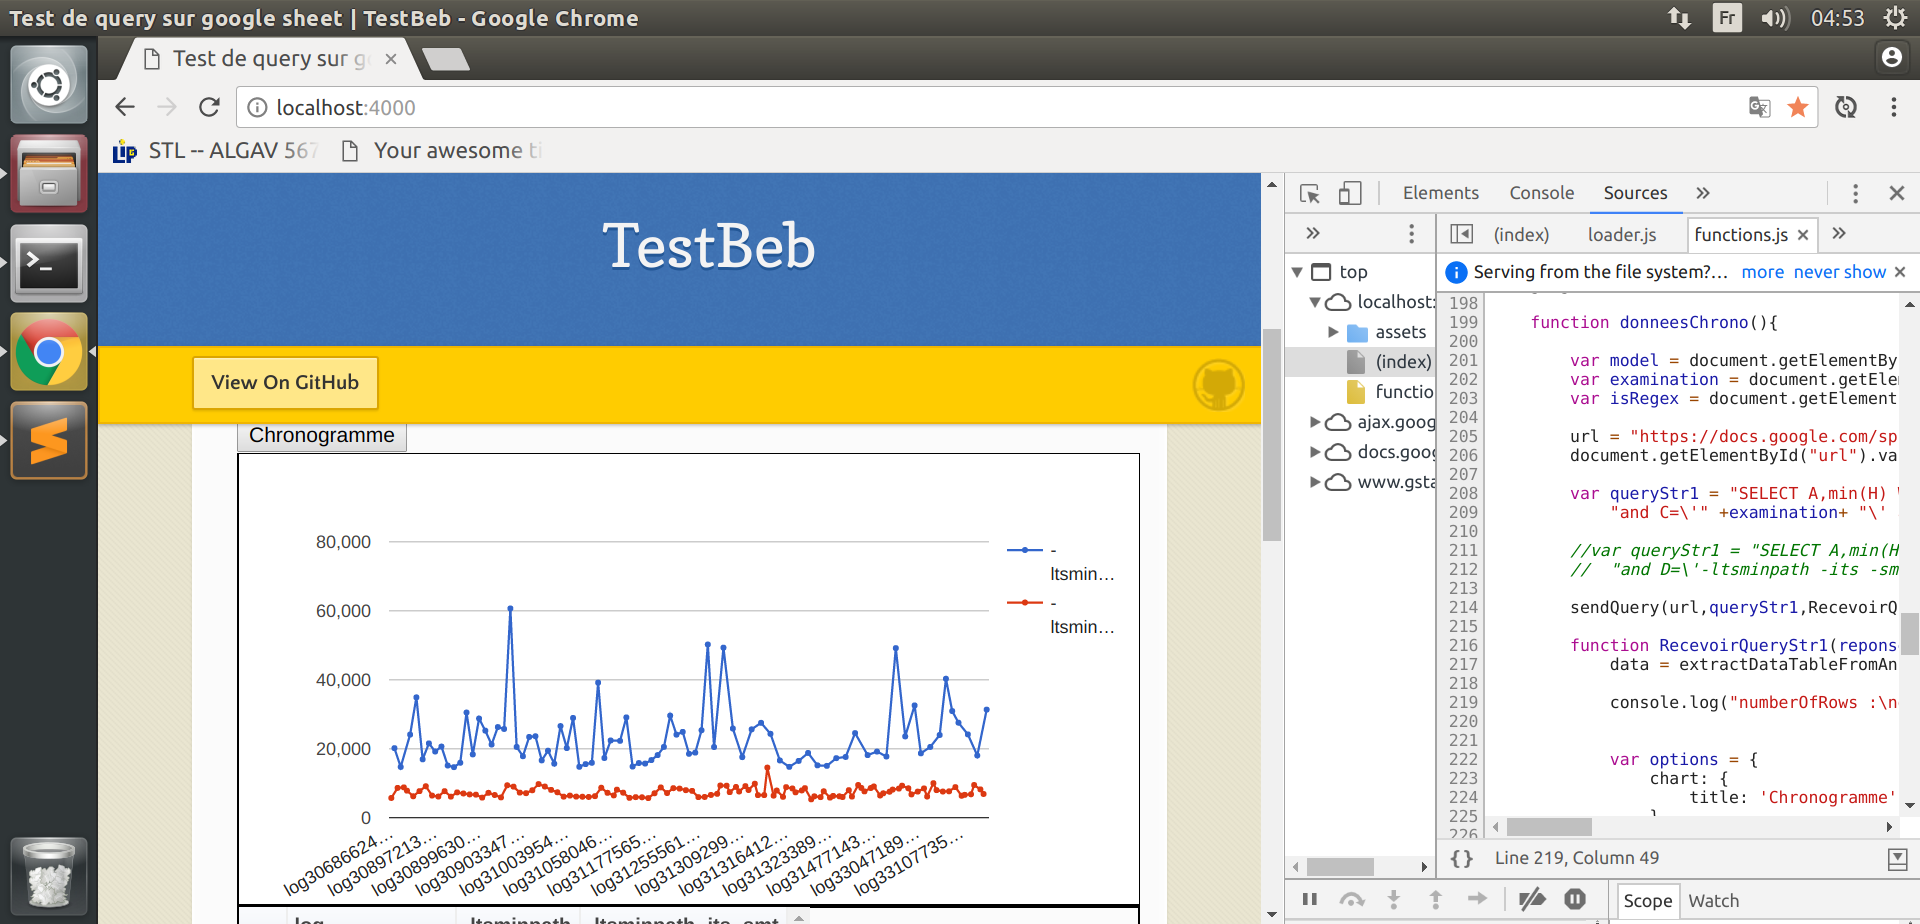 Test de query sur google sheet | TestBeb - Google Chrome
Fr
04:53
Test de query sur g
localhost:4000
STL -- ALGAV 567
Your awesome ti
TestBeb
View On GitHub
Chronogramme
80,000
60,000
40,000
20,000
0
-
ltsmin…
-
ltsmin…
log30686624…
log30897213…
log30899630…
log30903347…
log31003954…
log31058046…
log31177565…
log31255561…
log31309299…
log31316412…
log31323389…
log31477143…
log33047189…
log33107735…
log
ltsminpath
ltsminpath_its_smt
Elements Console Sources »
(index) loader.js functions.js × »
Serving from the file system?… more never show ×
top
localhost:
assets
(index)
functio
ajax.goog
docs.goog
www.gsta
198
199 function donneesChrono(){
200
201 var model = document.getElementBy
202 var examination = document.getEle
203 var isRegex = document.getElement
204
205 url = "https://docs.google.com/sp
206 document.getElementById("url").va
207
208 var queryStr1 = "SELECT A,min(H)
209 "and C=\'" +examination+ "\'
210
211 //var queryStr1 = "SELECT A,min(H
212 // "and D=\'-ltsminpath -its -sm
213
214 sendQuery(url,queryStr1,RecevoirQ
215
216 function RecevoirQueryStr1(repons
217 data = extractDataTableFromAn
218
219 console.log("numberOfRows :\n
220
221
222 var options = {
223 chart: {
224 title: 'Chronogramme'
225
226
{} Line 219, Column 49
Scope Watch